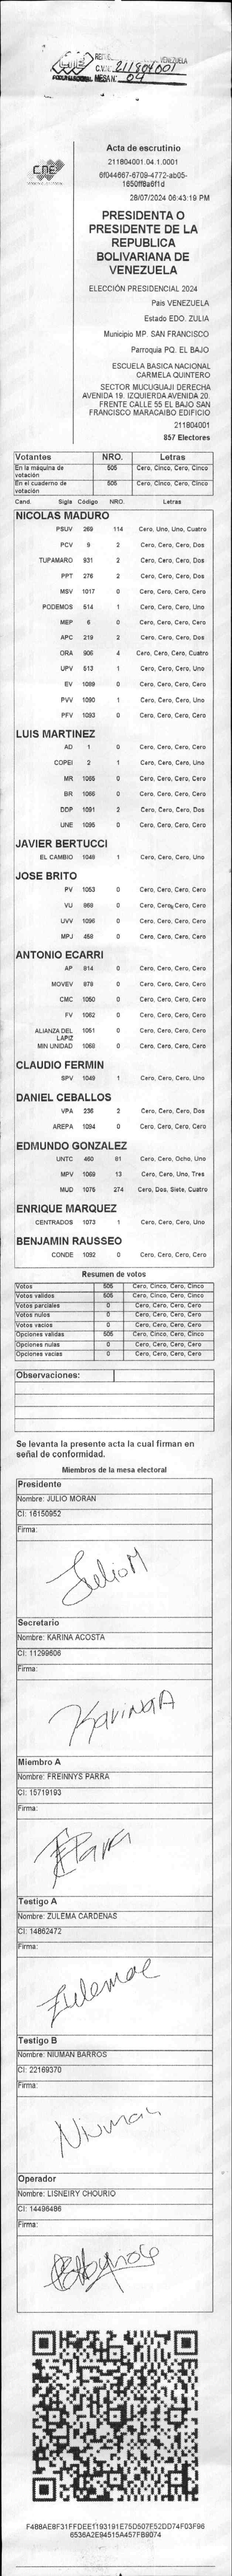 CNE
PODER ELECTORAL
REPÚ VENEZUELA
C.V. 211804001
MESA N°: 04
CNE
Acta de escrutinio
211804001.04.1.0001
6f044667-6709-4772-ab05-
1650ff8a6f1d
28/07/2024 06:43:19 PM
PRESIDENTA O
PRESIDENTE DE LA
REPUBLICA
BOLIVARIANA DE
VENEZUELA
ELECCIÓN PRESIDENCIAL 2024
País VENEZUELA
Estado EDO. ZULIA
Municipio MP. SAN FRANCISCO
Parroquia PQ. EL BAJO
ESCUELA BASICA NACIONAL
CARMELA QUINTERO
SECTOR MUCUGUAJI DERECHA
AVENIDA 19. IZQUIERDA AVENIDA 20.
FRENTE CALLE 55 EL BAJO SAN
FRANCISCO MARACAIBO EDIFICIO
211804001
857 Electores
Votantes NRO. Letras
En la máquina de votación 505 Cero, Cinco, Cero, Cinco
En el cuaderno de votación 505 Cero, Cinco, Cero, Cinco
Cand. Sigla Código NRO. Letras
NICOLAS MADURO
PSUV 269 114 Cero, Uno, Uno, Cuatro
PCV 9 2 Cero, Cero, Cero, Dos
TUPAMARO 931 2 Cero, Cero, Cero, Dos
PPT 276 2 Cero, Cero, Cero, Dos
MSV 1017 0 Cero, Cero, Cero, Cero
PODEMOS 514 1 Cero, Cero, Cero, Uno
MEP 6 0 Cero, Cero, Cero, Cero
APC 219 2 Cero, Cero, Cero, Dos
ORA 906 4 Cero, Cero, Cero, Cuatro
UPV 513 1 Cero, Cero, Cero, Uno
EV 1089 0 Cero, Cero, Cero, Cero
PVV 1090 1 Cero, Cero, Cero, Uno
PFV 1093 0 Cero, Cero, Cero, Cero
LUIS MARTINEZ
AD 1 0 Cero, Cero, Cero, Cero
COPEI 2 1 Cero, Cero, Cero, Uno
MR 1065 0 Cero, Cero, Cero, Cero
BR 1066 0 Cero, Cero, Cero, Cero
DDP 1091 2 Cero, Cero, Cero, Dos
UNE 1095 0 Cero, Cero, Cero, Cero
JAVIER BERTUCCI
EL CAMBIO 1048 1 Cero, Cero, Cero, Uno
JOSE BRITO
PV 1053 0 Cero, Cero, Cero, Cero
VU 868 0 Cero, Cero, Cero, Cero
UVV 1096 0 Cero, Cero, Cero, Cero
MPJ 458 0 Cero, Cero, Cero, Cero
ANTONIO ECARRI
AP 814 0 Cero, Cero, Cero, Cero
MOVEV 878 0 Cero, Cero, Cero, Cero
CMC 1050 0 Cero, Cero, Cero, Cero
FV 1062 0 Cero, Cero, Cero, Cero
ALIANZA DEL LAPIZ 1051 0 Cero, Cero, Cero, Cero
MIN UNIDAD 1068 0 Cero, Cero, Cero, Cero
CLAUDIO FERMIN
SPV 1049 1 Cero, Cero, Cero, Uno
DANIEL CEBALLOS
VPA 236 2 Cero, Cero, Cero, Dos
AREPA 1094 0 Cero, Cero, Cero, Cero
EDMUNDO GONZALEZ
UNTC 460 81 Cero, Cero, Ocho, Uno
MPV 1069 13 Cero, Cero, Uno, Tres
MUD 1075 274 Cero, Dos, Siete, Cuatro
ENRIQUE MARQUEZ
CENTRADOS 1073 1 Cero, Cero, Cero, Uno
BENJAMIN RAUSSEO
CONDE 1092 0 Cero, Cero, Cero, Cero
Resumen de votos
Votos 505 Cero, Cinco, Cero, Cinco
Votos validos 505 Cero, Cinco, Cero, Cinco
Votos parciales 0 Cero, Cero, Cero, Cero
Votos nulos 0 Cero, Cero, Cero, Cero
Votos vacios 0 Cero, Cero, Cero, Cero
Opciones validas 505 Cero, Cinco, Cero, Cinco
Opciones nulas 0 Cero, Cero, Cero, Cero
Opciones vacias 0 Cero, Cero, Cero, Cero
Observaciones:
Se levanta la presente acta la cual firman en
señal de conformidad.
Miembros de la mesa electoral
Presidente
Nombre: JULIO MORAN
CI: 16150952
Firma:
Julio M
Secretario
Nombre: KARINA ACOSTA
CI: 11299606
Firma:
Karina A
Miembro A
Nombre: FREINNYS PARRA
CI: 15719193
Firma:
FParra
Testigo A
Nombre: ZULEMA CARDENAS
CI: 14862472
Firma:
Zulemac
Testigo B
Nombre: NIUMAN BARROS
CI: 22169370
Firma:
Niuman
Operador
Nombre: LISNEIRY CHOURIO
CI: 14496486
Firma:
F4B8AE8F31FFDEE1193191E75D507F52DD74F03F96
6536A2E94515A457FB9074